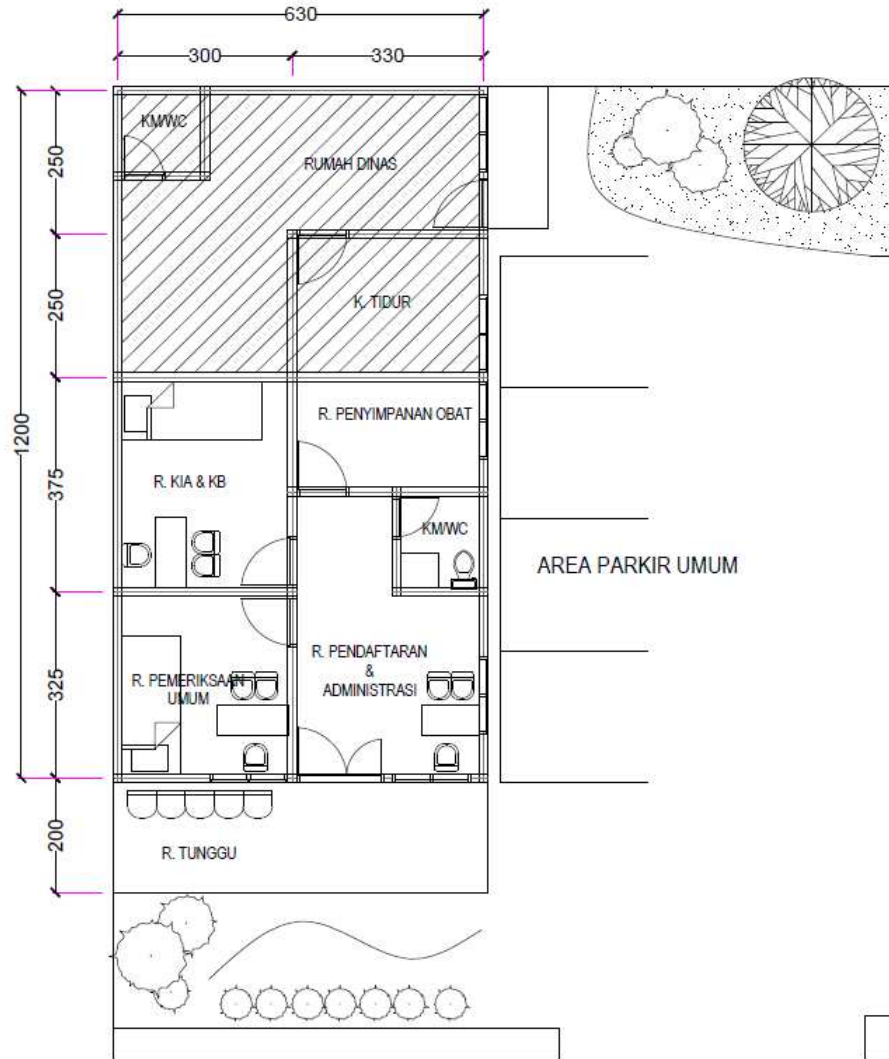 630
300
330
KM/WC
250
RUMAH DINAS
250
K. TIDUR
1200
R. PENYIMPANAN OBAT
375
R. KIA & KB
KM/WC
AREA PARKIR UMUM
325
R. PENDAFTARAN
&
ADMINISTRASI
R. PEMERIKSAAN
UMUM
200
R. TUNGGU